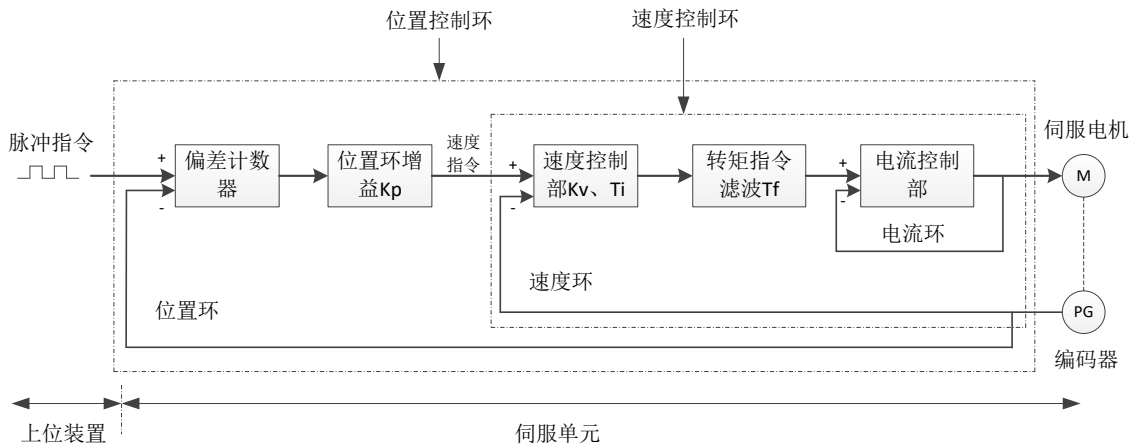 位置控制环
速度控制环
脉冲指令
+
-
偏差计数
器
位置环增
益Kp
速度
指令
+
-
速度控制
部Kv、Ti
转矩指令
滤波Tf
+
-
电流控制
部
伺服电机
M
电流环
速度环
位置环
PG
编码器
上位装置
伺服单元